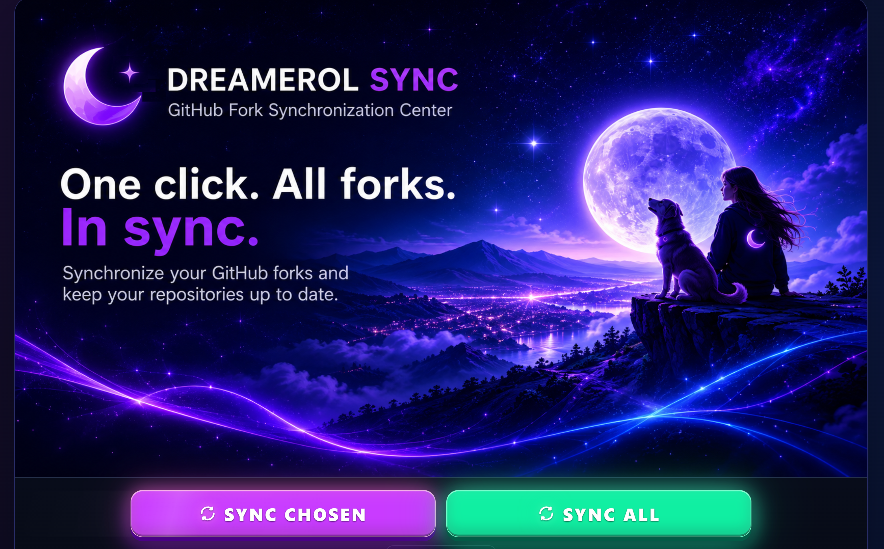 DREAMEROL SYNC
GitHub Fork Synchronization Center
One click. All forks.
In sync.
Synchronize your GitHub forks and
keep your repositories up to date.
SYNC CHOSEN
SYNC ALL